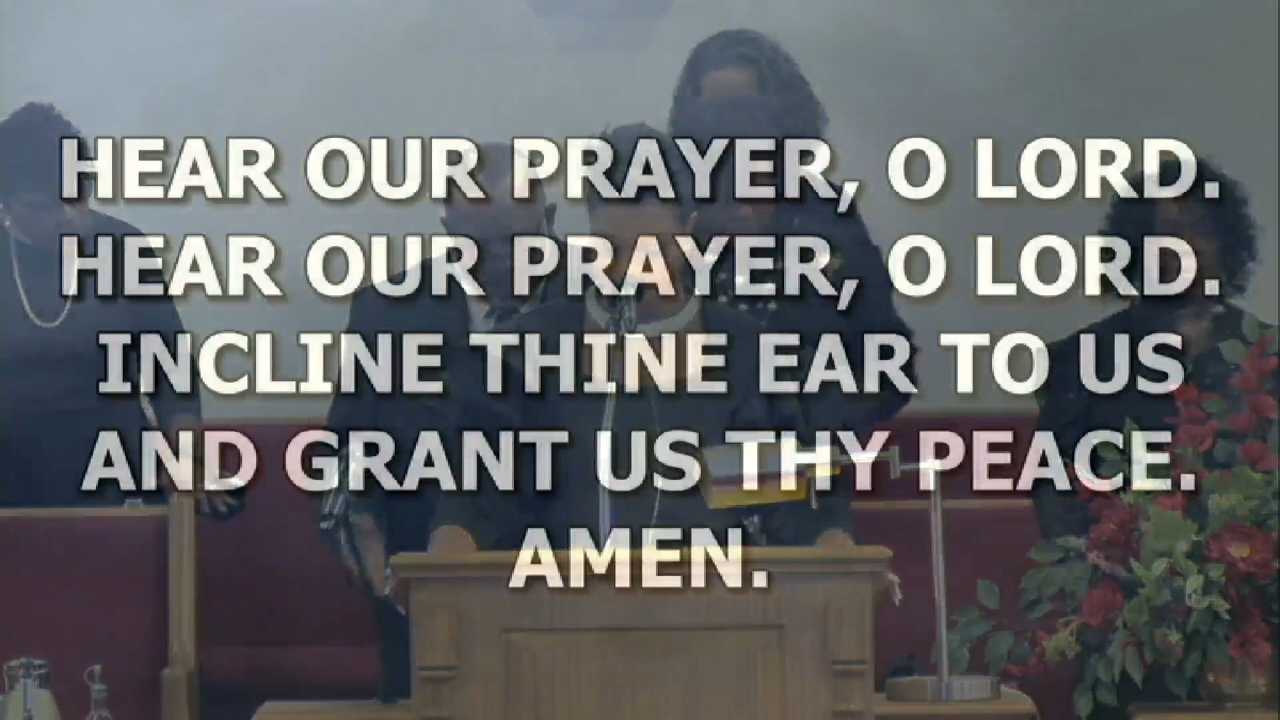 HEAR OUR PRAYER, O LORD.
HEAR OUR PRAYER, O LORD.
INCLINE THINE EAR TO US
AND GRANT US THY PEACE.
AMEN.